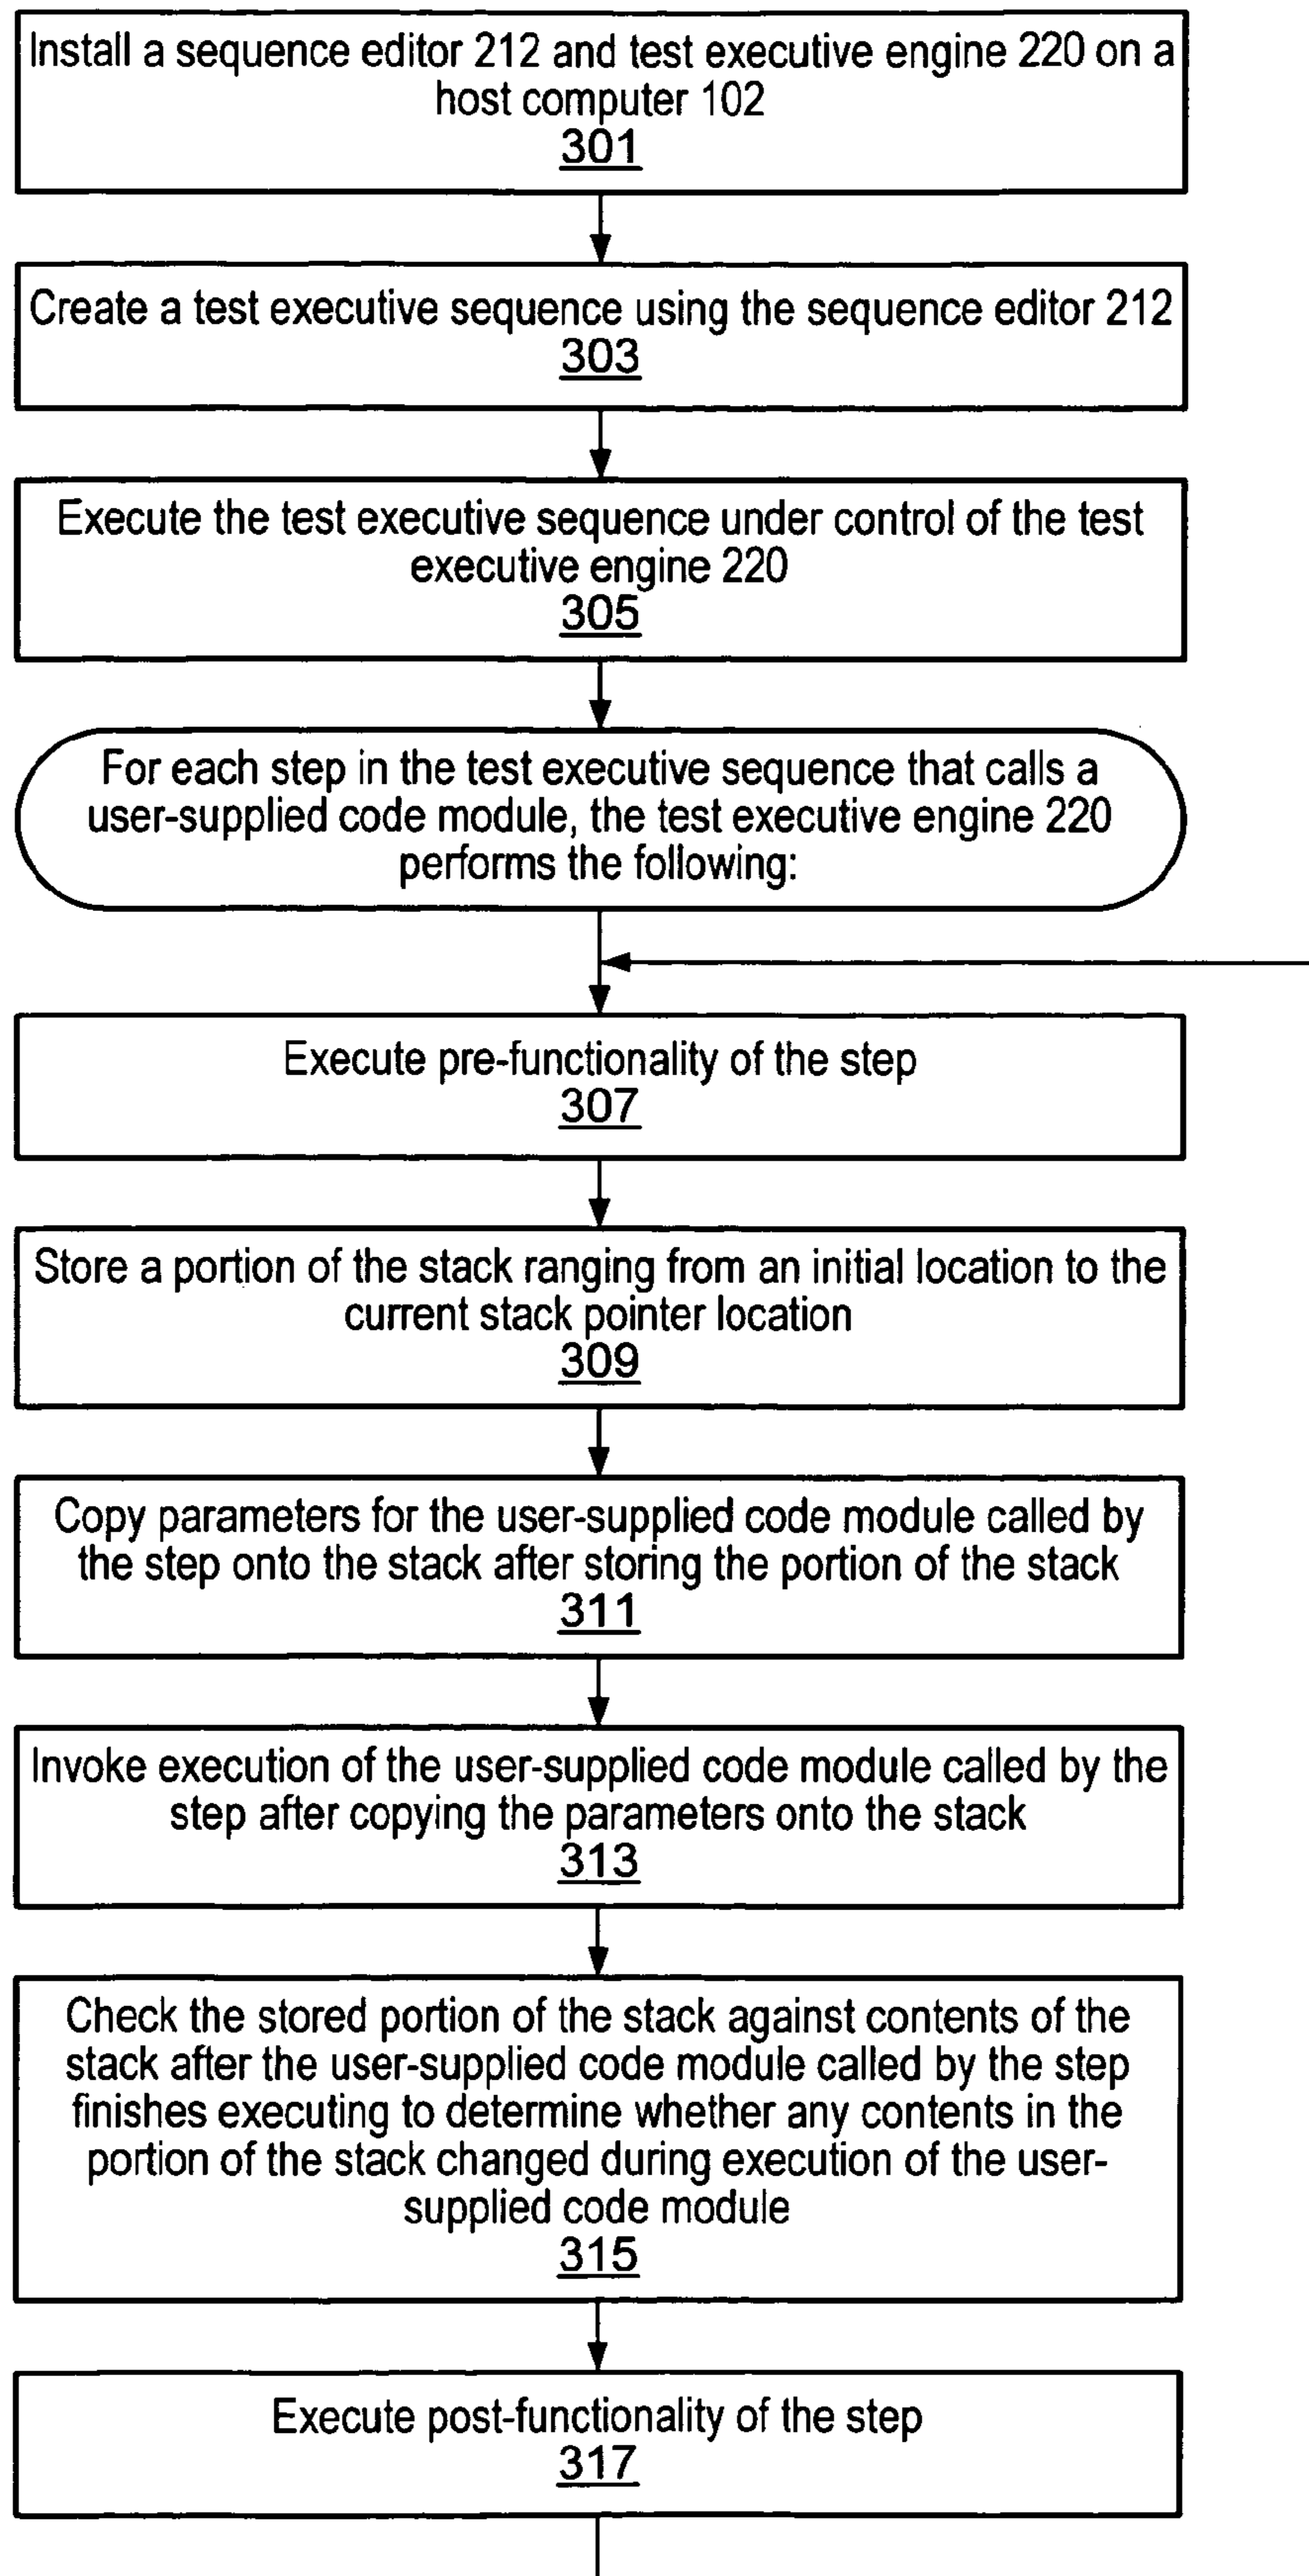 Install a sequence editor 212 and test executive engine 220 on a
host computer 102
301
Create a test executive sequence using the sequence editor 212
303
Execute the test executive sequence under control of the test
executive engine 220
305
For each step in the test executive sequence that calls a
user-supplied code module, the test executive engine 220
performs the following:
Execute pre-functionality of the step
307
Store a portion of the stack ranging from an initial location to the
current stack pointer location
309
Copy parameters for the user-supplied code module called by
the step onto the stack after storing the portion of the stack
311
Invoke execution of the user-supplied code module called by the
step after copying the parameters onto the stack
313
Check the stored portion of the stack against contents of the
stack after the user-supplied code module called by the step
finishes executing to determine whether any contents in the
portion of the stack changed during execution of the user-
supplied code module
315
Execute post-functionality of the step
317